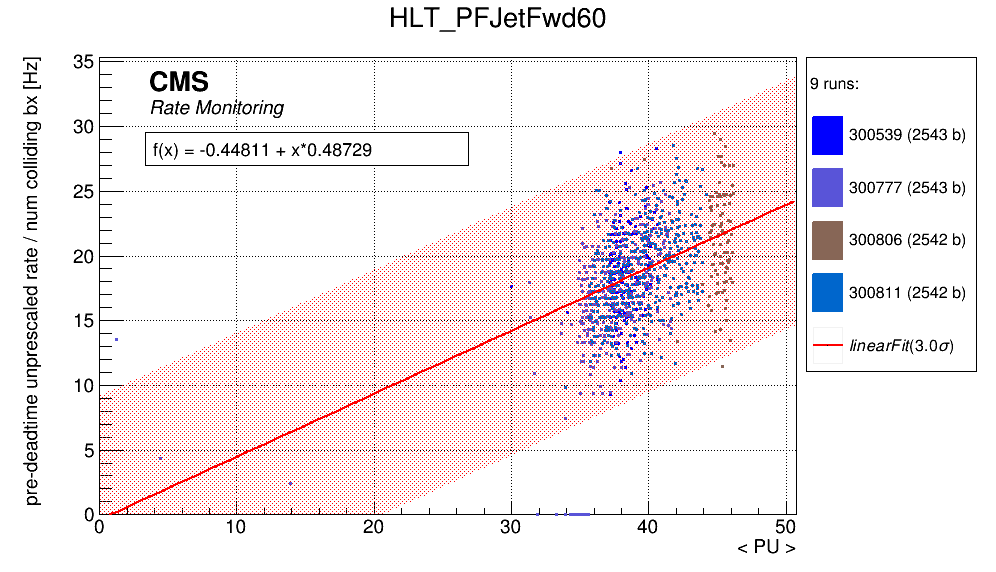 HLT_PFJetFwd60
pre-deadtime unprescaled rate / num colliding bx [Hz]
35
30
25
20
15
10
5
0
CMS
Rate Monitoring
f(x) = -0.44811 + x*0.48729
0 10 20 30 40 50
< PU >
9 runs:
300539 (2543 b)
300777 (2543 b)
300806 (2542 b)
300811 (2542 b)
linearFit(3.0σ)